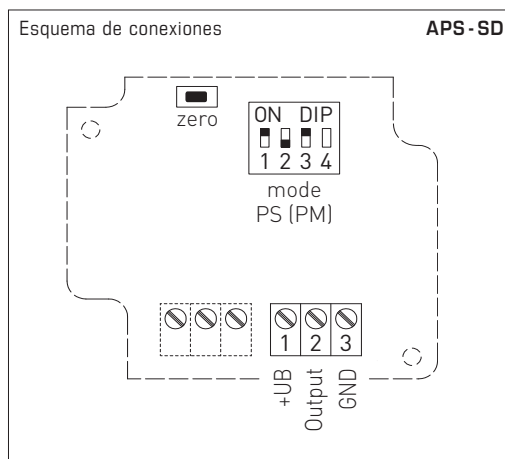 Esquema de conexiones APS-SD
zero
ON DIP
1 2 3 4
mode
PS (PM)
1 2 3
+UB
Output
GND